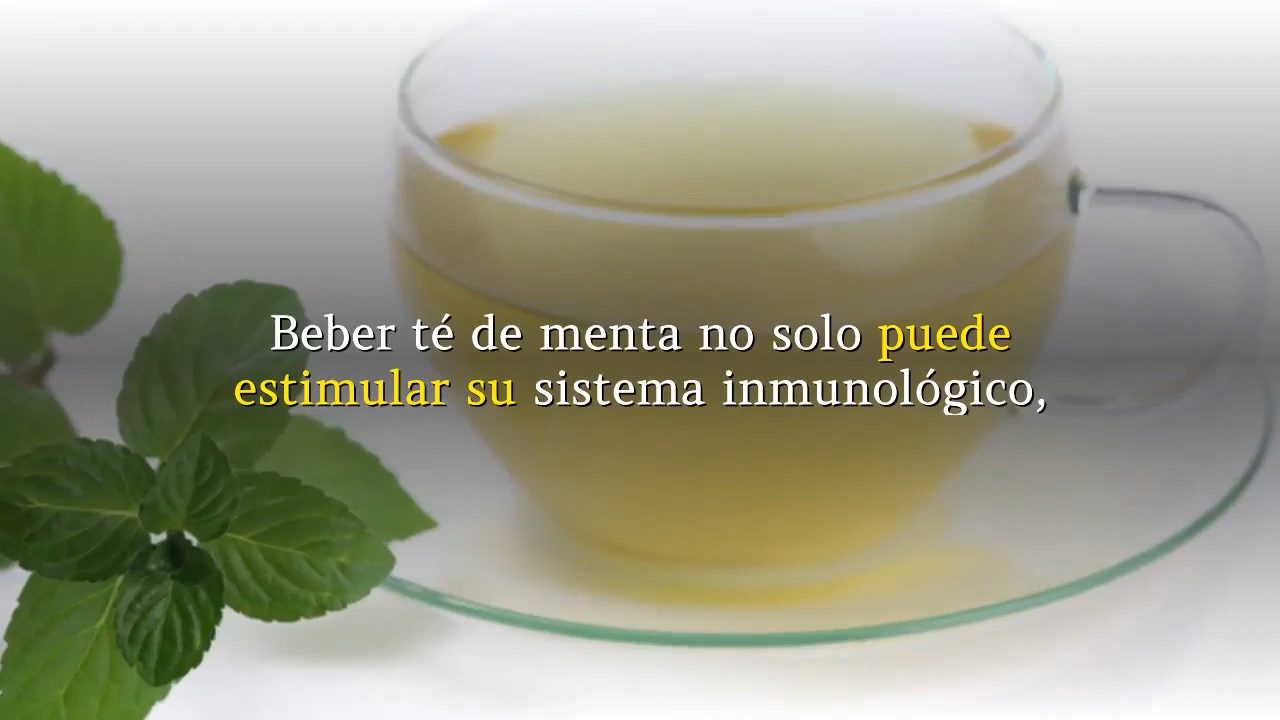 Beber té de menta no solo puede
estimular su sistema inmunológico,